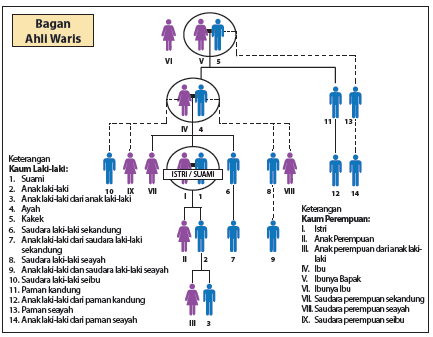 Bagan
Ahli Waris
VI V 5
IV 4
11 13
10 IX VII 6 8 VIII
ISTRI / SUAMI
I 1
12 14
II 2 7 9
III 3
Keterangan
Kaum Laki-laki:
1. Suami
2. Anak laki-laki
3. Anak laki-laki dari anak laki-laki
4. Ayah
5. Kakek
6. Saudara laki-laki sekandung
7. Anak laki-laki dari saudara laki-laki
sekandung
8. Saudara laki-laki seayah
9. Anak laki-laki dan saudara laki-laki seayah
10. Saudara laki-laki seibu
11. Paman kandung
12. Anak laki-laki dari paman kandung
13. Paman seayah
14. Anak laki-laki dari paman seayah
Keterangan
Kaum Perempuan:
I. Istri
II. Anak Perempuan
III. Anak perempuan dari anak laki-
laki
IV. Ibu
V. Ibunya Bapak
VI. Ibunya Ibu
VII. Saudara perempuan sekandung
VIII. Saudara perempuan seayah
IX. Saudara perempuan seibu